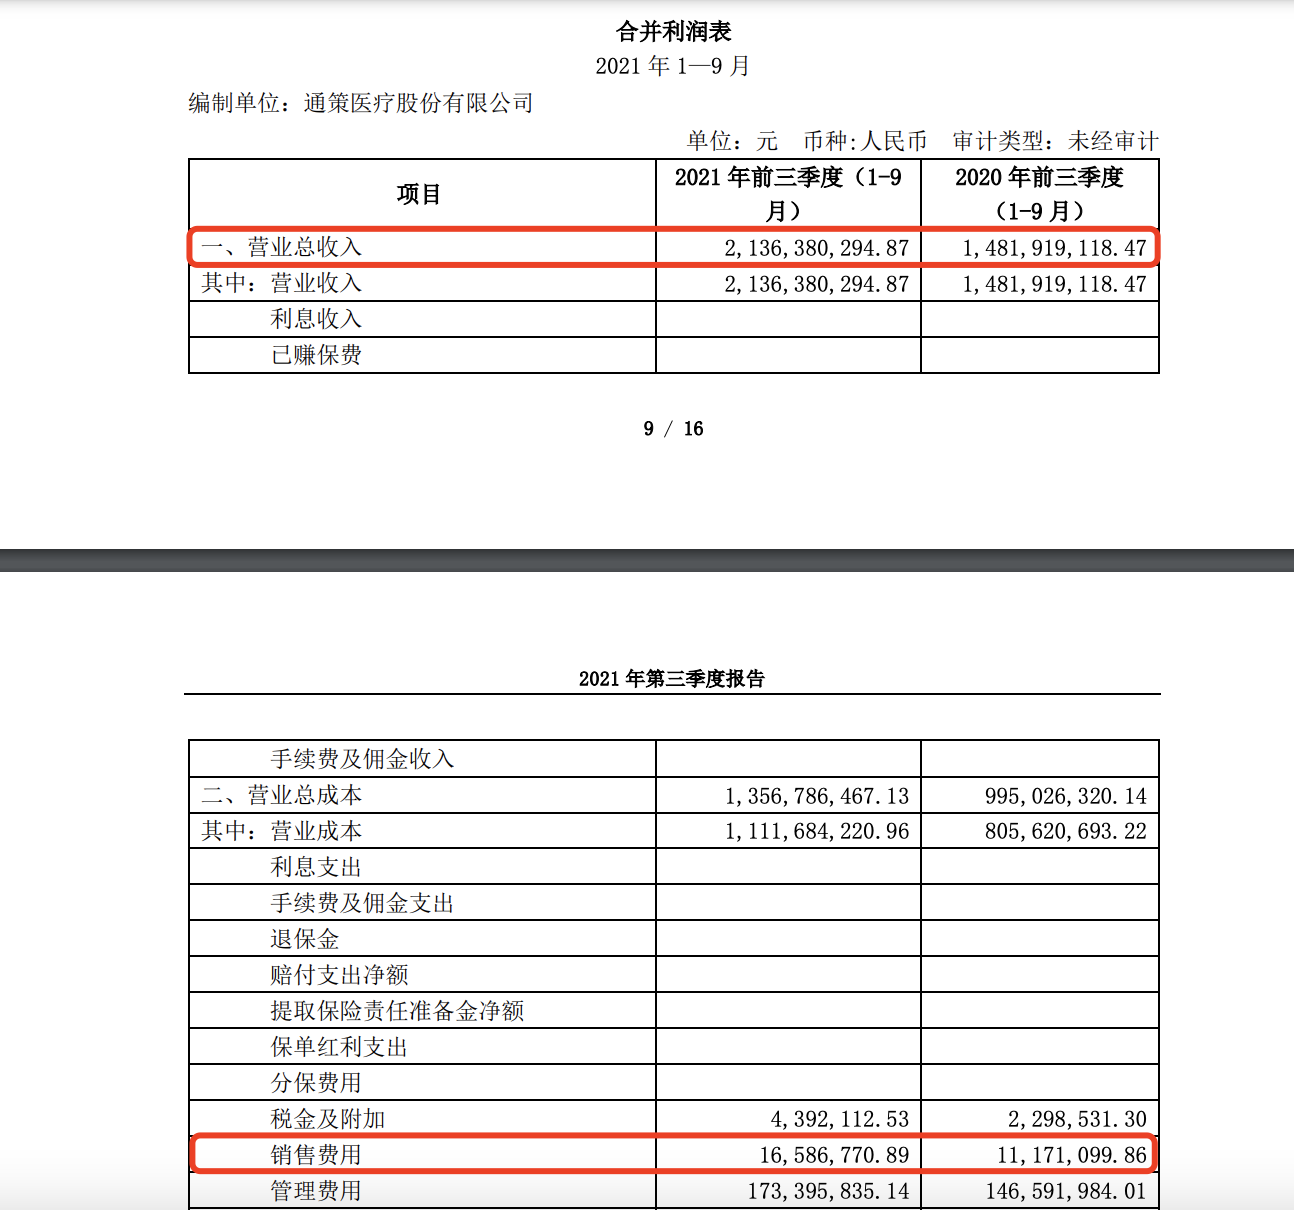 合并利润表
2021 年 1—9 月
编制单位：通策医疗股份有限公司
单位：元 币种:人民币 审计类型：未经审计
项目 2021 年前三季度（1-9 月） 2020 年前三季度（1-9 月）
一、营业总收入 2,136,380,294.87 1,481,919,118.47
其中：营业收入 2,136,380,294.87 1,481,919,118.47
利息收入
已赚保费
9 / 16
2021 年第三季度报告
手续费及佣金收入
二、营业总成本 1,356,786,467.13 995,026,320.14
其中：营业成本 1,111,684,220.96 805,620,693.22
利息支出
手续费及佣金支出
退保金
赔付支出净额
提取保险责任准备金净额
保单红利支出
分保费用
税金及附加 4,392,112.53 2,298,531.30
销售费用 16,586,770.89 11,171,099.86
管理费用 173,395,835.14 146,591,984.01